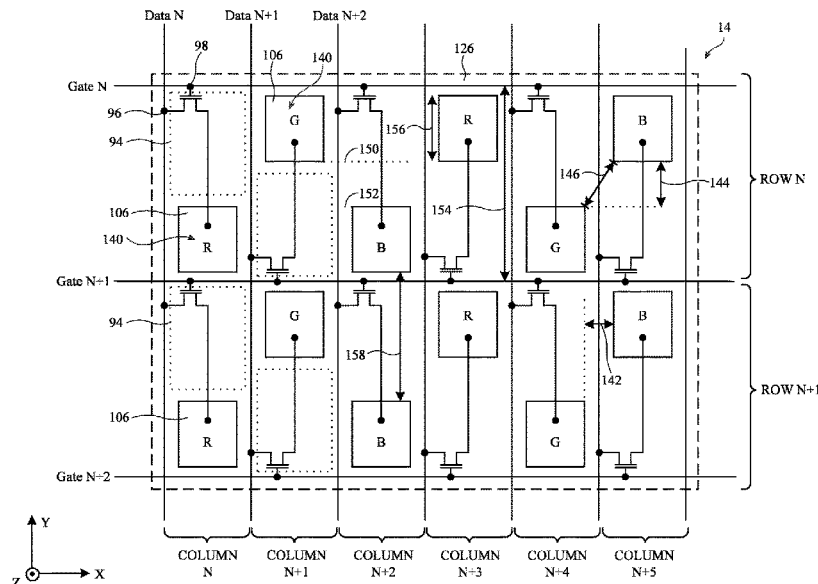 Data N Data N+1 Data N+2
14
98 106 140 126
Gate N
96 G R B
94 150 156 146 144
152 154
106 ROW N
140 R B G
Gate N+1
94 G R B
158 142
106 ROW N+1
R B G
Gate N+2
Y
Z X
COLUMN N COLUMN N+1 COLUMN N+2 COLUMN N+3 COLUMN N+4 COLUMN N+5